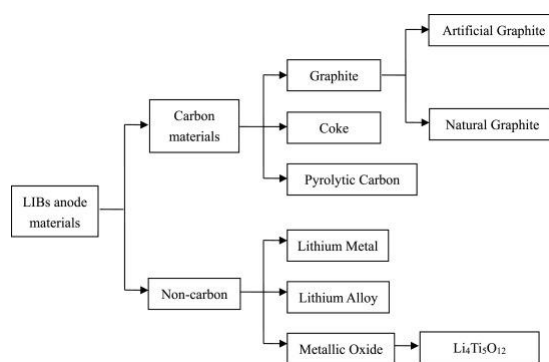 Artificial Graphite
Graphite
Carbon
materials
Coke
Natural Graphite
Pyrolytic Carbon
LIBs anode
materials
Lithium Metal
Non-carbon
Lithium Alloy
Metallic Oxide
Li₄Ti₅O₁₂